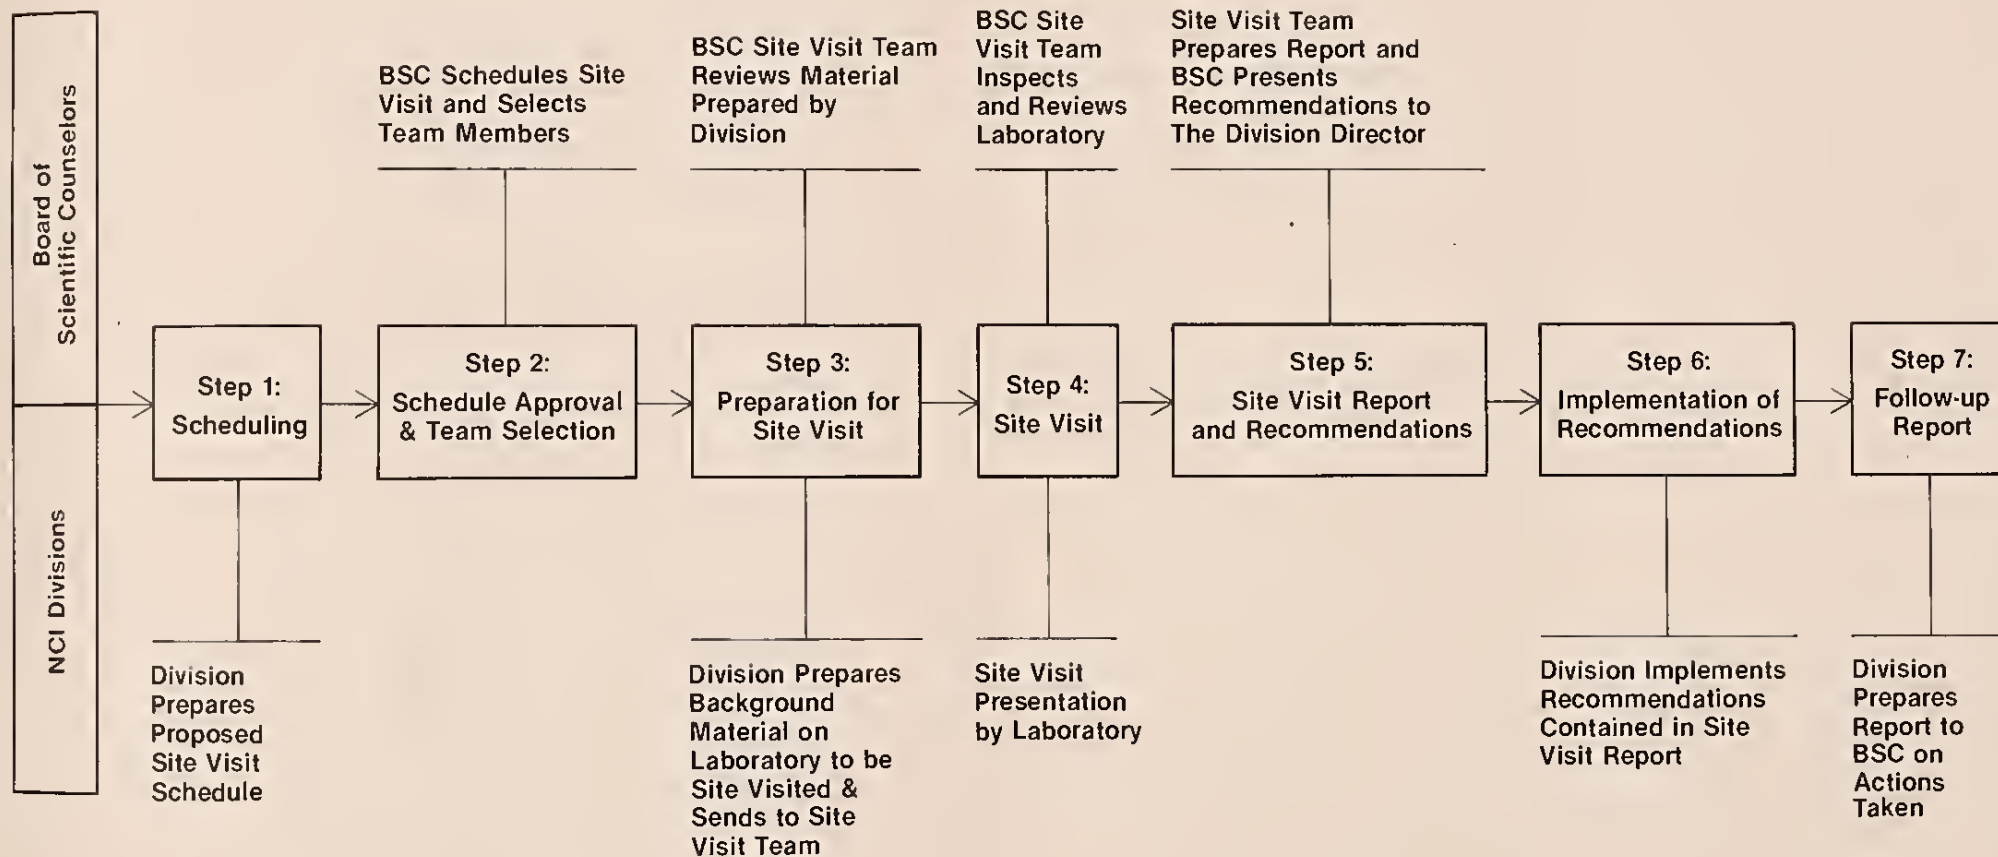 Board of
Scientific Counselors
NCI Divisions
BSC Schedules Site
Visit and Selects
Team Members
BSC Site Visit Team
Reviews Material
Prepared by
Division
BSC Site
Visit Team
Inspects
and Reviews
Laboratory
Site Visit Team
Prepares Report and
BSC Presents
Recommendations to
The Division Director
Step 1:
Scheduling
Step 2:
Schedule Approval
& Team Selection
Step 3:
Preparation for
Site Visit
Step 4:
Site Visit
Step 5:
Site Visit Report
and Recommendations
Step 6:
Implementation of
Recommendations
Step 7:
Follow-up
Report
Division
Prepares
Proposed
Site Visit
Schedule
Division Prepares
Background
Material on
Laboratory to be
Site Visited &
Sends to Site
Visit Team
Site Visit
Presentation
by Laboratory
Division Implements
Recommendations
Contained in Site
Visit Report
Division
Prepares
Report to
BSC on
Actions
Taken